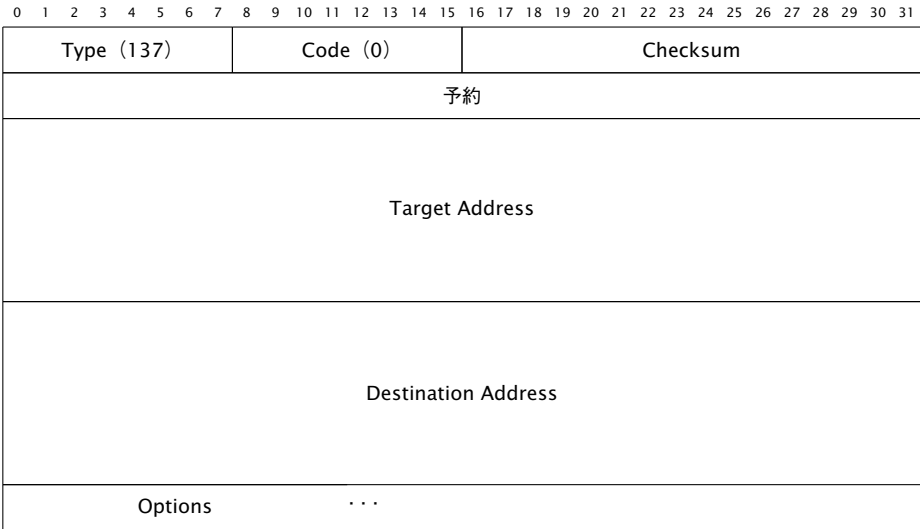 0 1 2 3 4 5 6 7 8 9 10 11 12 13 14 15 16 17 18 19 20 21 22 23 24 25 26 27 28 29 30 31
Type（137） Code（0） Checksum
予約
Target Address
Destination Address
Options ･･･